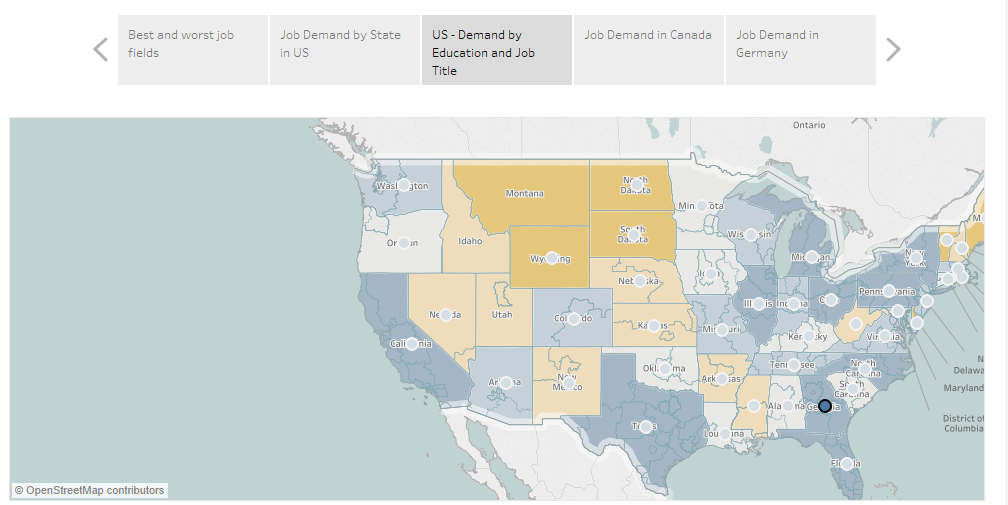 Best and worst job
fields
Job Demand by State
in US
US - Demand by
Education and Job
Title
Job Demand in Canada
Job Demand in
Germany
Ontario
Washington
Montana
North
Dakota
Minnesota
Oregon
Idaho
South
Dakota
Wisconsin
Wyoming
Michigan
New
York
Nebraska
Iowa
Pennsylvania
Nevada
Utah
Colorado
Illinois
Indiana
Kansas
Missouri
Kentucky
Virginia
California
Arizona
New
Mexico
Oklahoma
Arkansas
Tennessee
North
Carolina
South
Carolina
Alabama
Georgia
Texas
Louisiana
Florida
Delawa
Maryland
District of
Columbia
© OpenStreetMap contributors